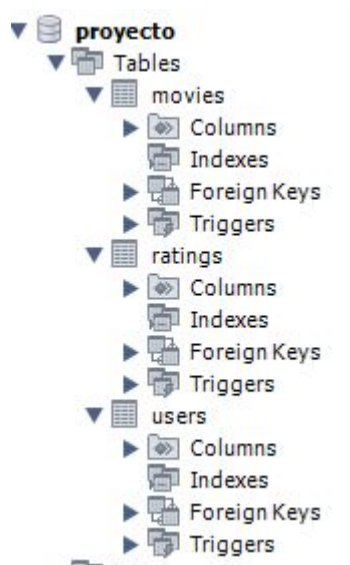 proyecto
Tables
movies
Columns
Indexes
Foreign Keys
Triggers
ratings
Columns
Indexes
Foreign Keys
Triggers
users
Columns
Indexes
Foreign Keys
Triggers